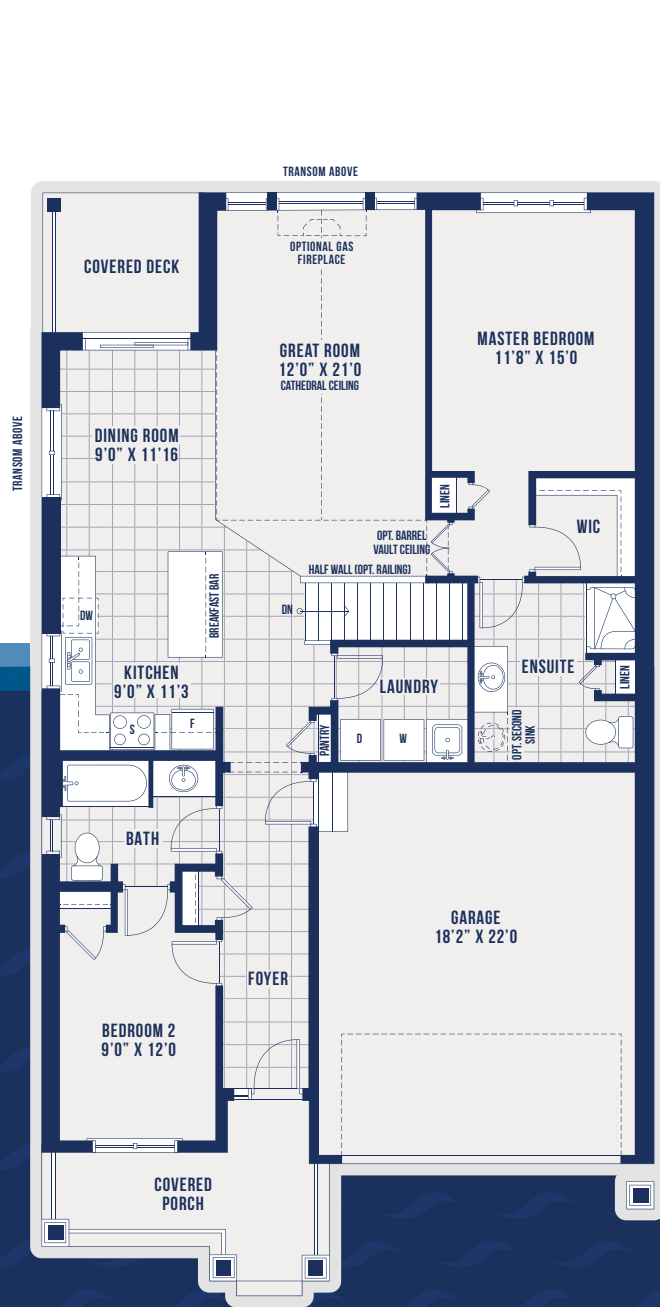 TRANSOM ABOVE
COVERED DECK
OPTIONAL GAS
FIREPLACE
GREAT ROOM
12'0" X 21'0
CATHEDRAL CEILING
MASTER BEDROOM
11'8" X 15'0
TRANSOM ABOVE
DINING ROOM
9'0" X 11'16
LINEN
WIC
OPT. BARREL
VAULT CEILING
HALF WALL (OPT. RAILING)
BREAKFAST BAR
DN
DW
KITCHEN
9'0" X 11'3
ENSUITE
LINEN
LAUNDRY
S
F
PANTRY
D
W
OPT. SECOND
SINK
BATH
GARAGE
18'2" X 22'0
FOYER
BEDROOM 2
9'0" X 12'0
COVERED
PORCH